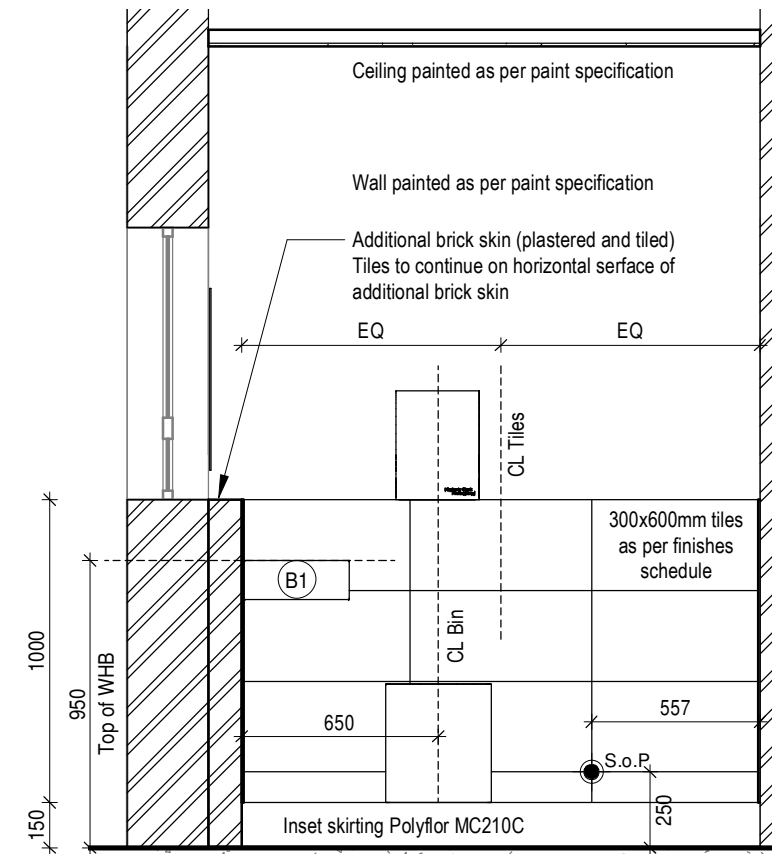 Ceiling painted as per paint specification
Wall painted as per paint specification
Additional brick skin (plastered and tiled)
Tiles to continue on horizontal serface of
additional brick skin
EQ
EQ
CL Tiles
300x600mm tiles
as per finishes
schedule
B1
CL Bin
1000
950
Top of WHB
650
557
S.o.P
250
150
Inset skirting Polyflor MC210C